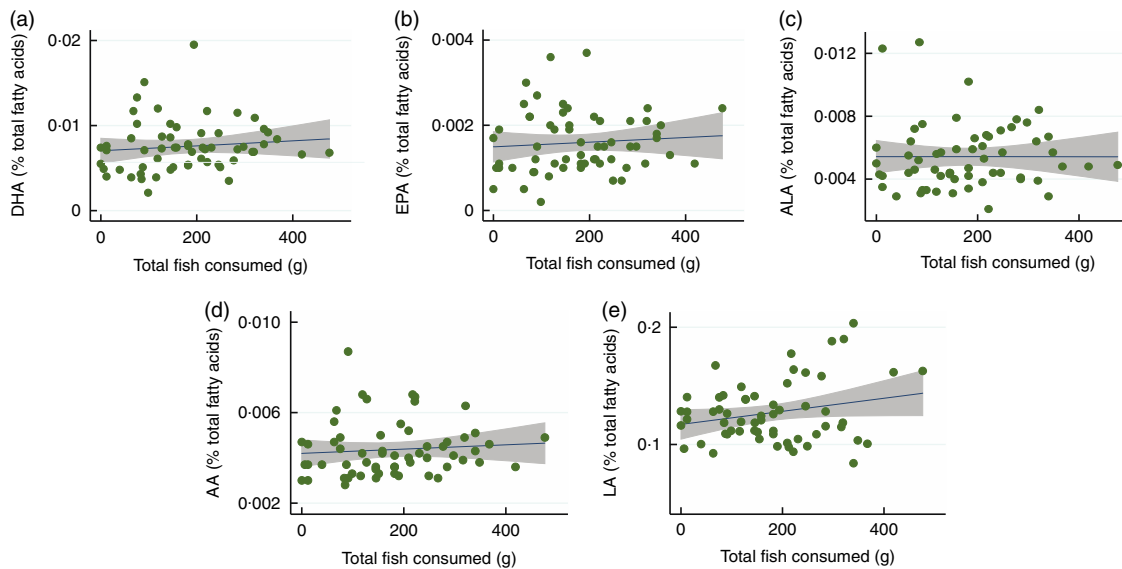 (a)
DHA (% total fatty acids)
0·02
0·01
0
0
200
400
Total fish consumed (g)
(b)
EPA (% total fatty acids)
0·004
0·002
0
0
200
400
Total fish consumed (g)
(c)
ALA (% total fatty acids)
0·012
0·008
0·004
0
200
400
Total fish consumed (g)
(d)
AA (% total fatty acids)
0·010
0·006
0·002
0
200
400
Total fish consumed (g)
(e)
LA (% total fatty acids)
0·2
0·1
0
200
400
Total fish consumed (g)